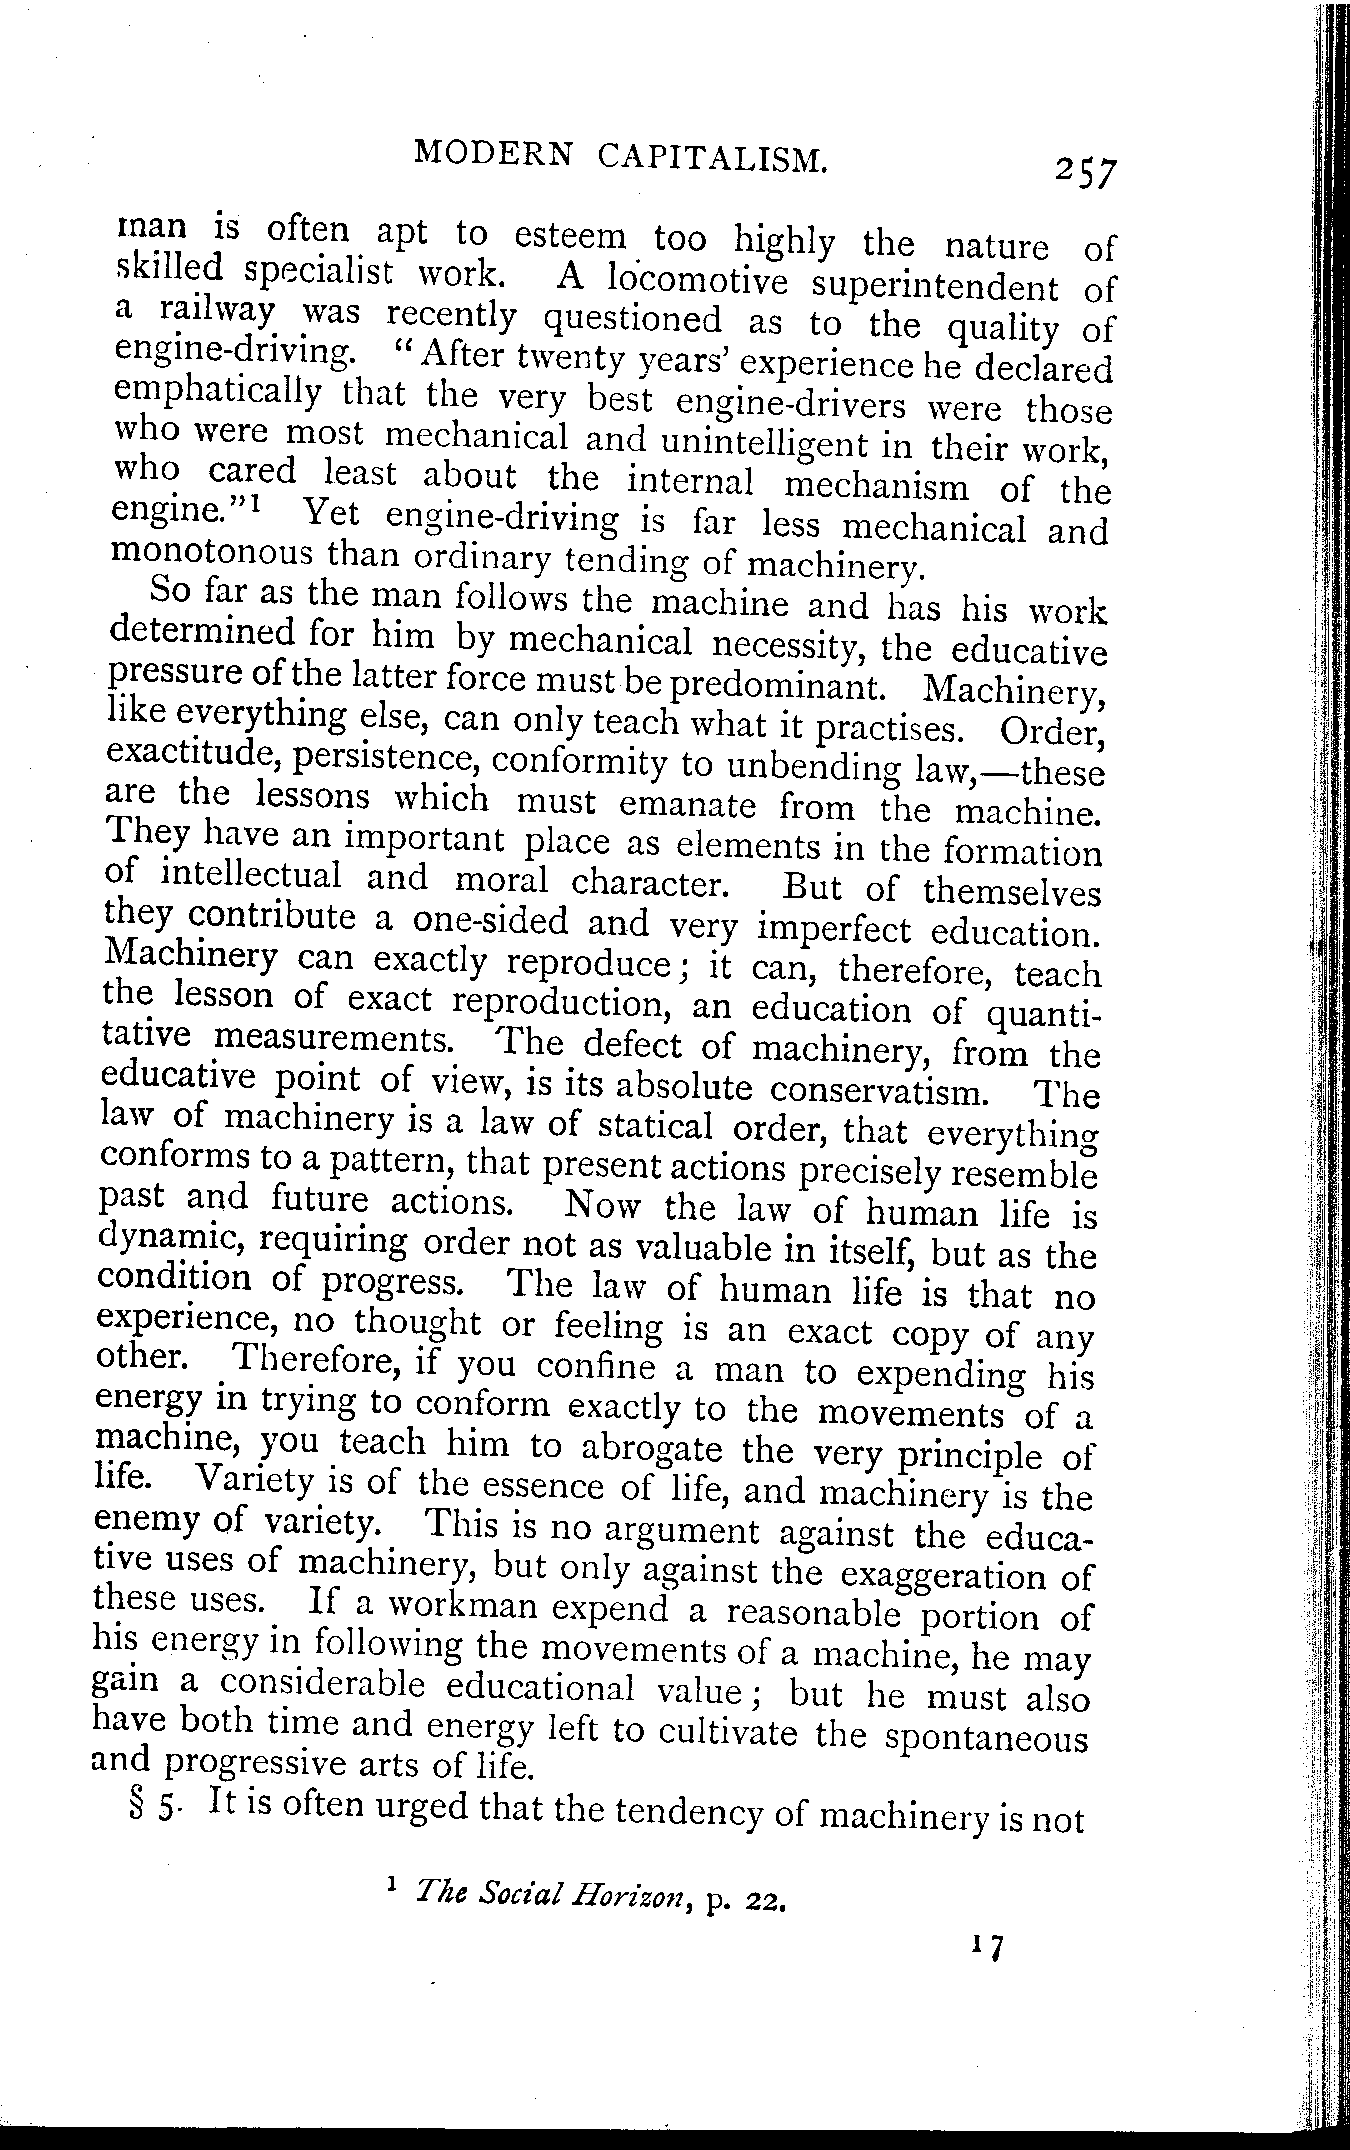 MODERN CAPITALISM. 257
man is often apt to esteem too highly the nature of
skilled specialist work. A locomotive superintendent of
a railway was recently questioned as to the quality of
engine-driving. “After twenty years’ experience he declared
emphatically that the very best engine-drivers were those
who were most mechanical and unintelligent in their work,
who cared least about the internal mechanism of the
engine.”¹ Yet engine-driving is far less mechanical and
monotonous than ordinary tending of machinery.
So far as the man follows the machine and has his work
determined for him by mechanical necessity, the educative
pressure of the latter force must be predominant. Machinery,
like everything else, can only teach what it practises. Order,
exactitude, persistence, conformity to unbending law,—these
are the lessons which must emanate from the machine.
They have an important place as elements in the formation
of intellectual and moral character. But of themselves
they contribute a one-sided and very imperfect education.
Machinery can exactly reproduce; it can, therefore, teach
the lesson of exact reproduction, an education of quanti-
tative measurements. The defect of machinery, from the
educative point of view, is its absolute conservatism. The
law of machinery is a law of statical order, that everything
conforms to a pattern, that present actions precisely resemble
past and future actions. Now the law of human life is
dynamic, requiring order not as valuable in itself, but as the
condition of progress. The law of human life is that no
experience, no thought or feeling is an exact copy of any
other. Therefore, if you confine a man to expending his
energy in trying to conform exactly to the movements of a
machine, you teach him to abrogate the very principle of
life. Variety is of the essence of life, and machinery is the
enemy of variety. This is no argument against the educa-
tive uses of machinery, but only against the exaggeration of
these uses. If a workman expend a reasonable portion of
his energy in following the movements of a machine, he may
gain a considerable educational value; but he must also
have both time and energy left to cultivate the spontaneous
and progressive arts of life.
§ 5. It is often urged that the tendency of machinery is not
¹ The Social Horizon, p. 22.
17